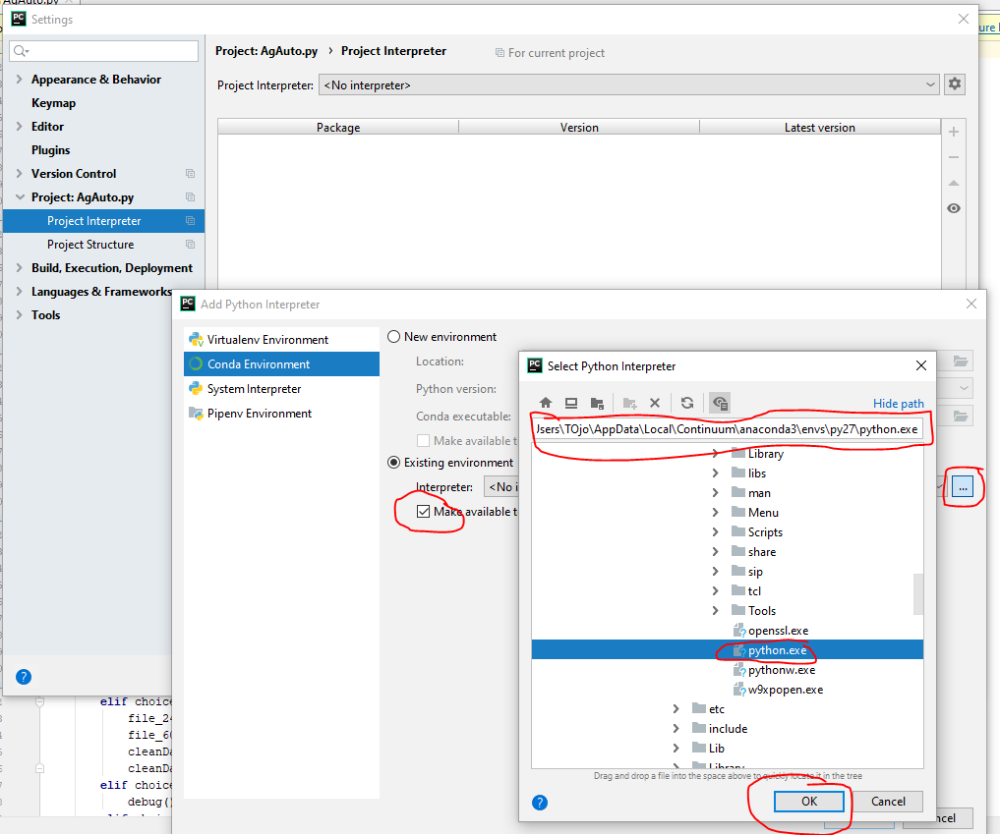 AgAuto.py
PC Settings
ure
Project: AgAuto.py › Project Interpreter For current project
Appearance & Behavior
Project Interpreter: <No interpreter>
Keymap
Editor
Package Version Latest version
Plugins
Version Control
Project: AgAuto.py
Project Interpreter
Project Structure
Build, Execution, Deployment
Languages & Frameworks
Tools
PC Add Python Interpreter
Virtualenv Environment
Conda Environment
System Interpreter
Pipenv Environment
New environment
Location:
Python version:
Conda executable:
Make available t
Existing environment
Interpreter: <No i
Make available t
...
PC Select Python Interpreter
Hide path
Jsers\TOjo\AppData\Local\Continuum\anaconda3\envs\py27\python.exe
Library
libs
man
Menu
Scripts
share
sip
tcl
Tools
openssl.exe
python.exe
pythonw.exe
w9xpopen.exe
etc
include
Lib
Library
Drag and drop a file into the space above to quickly locate it in the tree
? OK Cancel
ncel
?
elif choice
file_24
file_60
cleanDa
cleanDa
elif choice
debug()